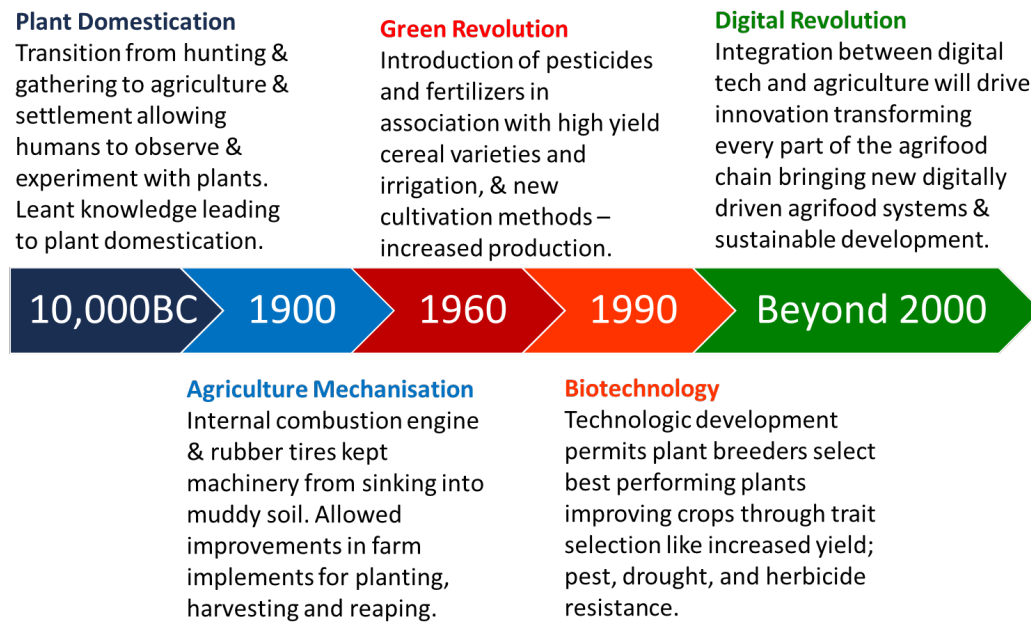 Plant Domestication
Transition from hunting &
gathering to agriculture &
settlement allowing
humans to observe &
experiment with plants.
Leant knowledge leading
to plant domestication.
Green Revolution
Introduction of pesticides
and fertilizers in
association with high yield
cereal varieties and
irrigation, & new
cultivation methods –
increased production.
Digital Revolution
Integration between digital
tech and agriculture will drive
innovation transforming
every part of the agrifood
chain bringing new digitally
driven agrifood systems &
sustainable development.
10,000BC
1900
1960
1990
Beyond 2000
Agriculture Mechanisation
Internal combustion engine
& rubber tires kept
machinery from sinking into
muddy soil. Allowed
improvements in farm
implements for planting,
harvesting and reaping.
Biotechnology
Technologic development
permits plant breeders select
best performing plants
improving crops through trait
selection like increased yield;
pest, drought, and herbicide
resistance.